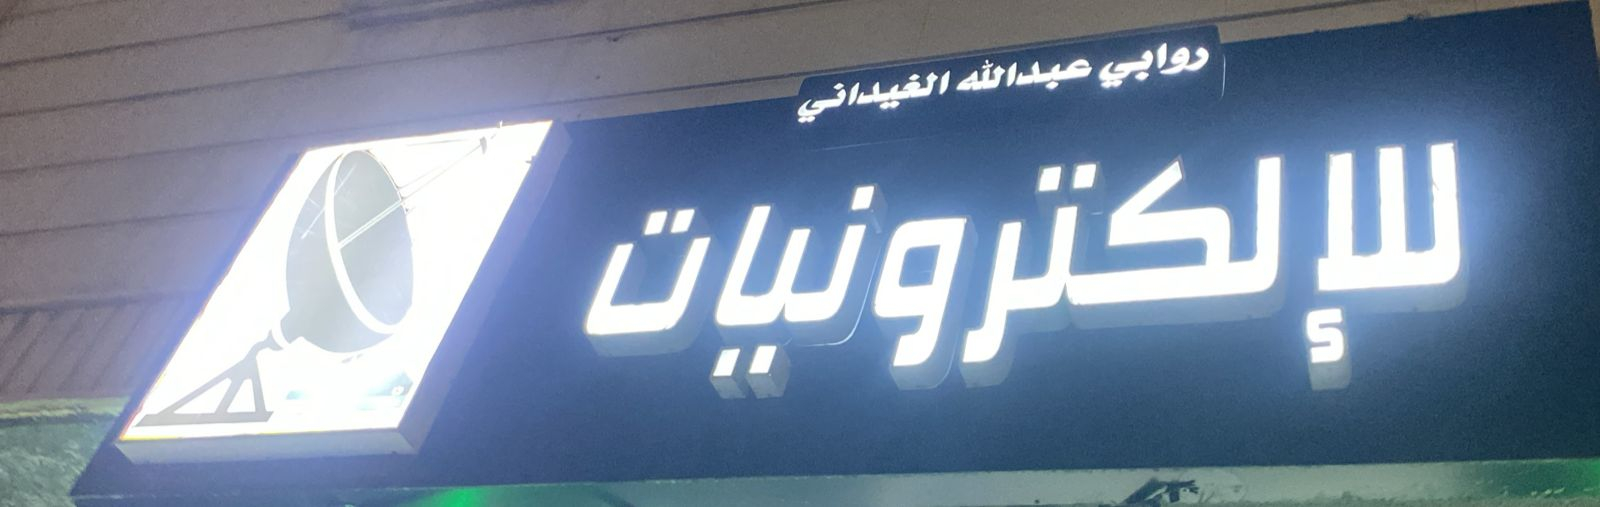 روابي عبدالله الغيداني
للإلكترونيات